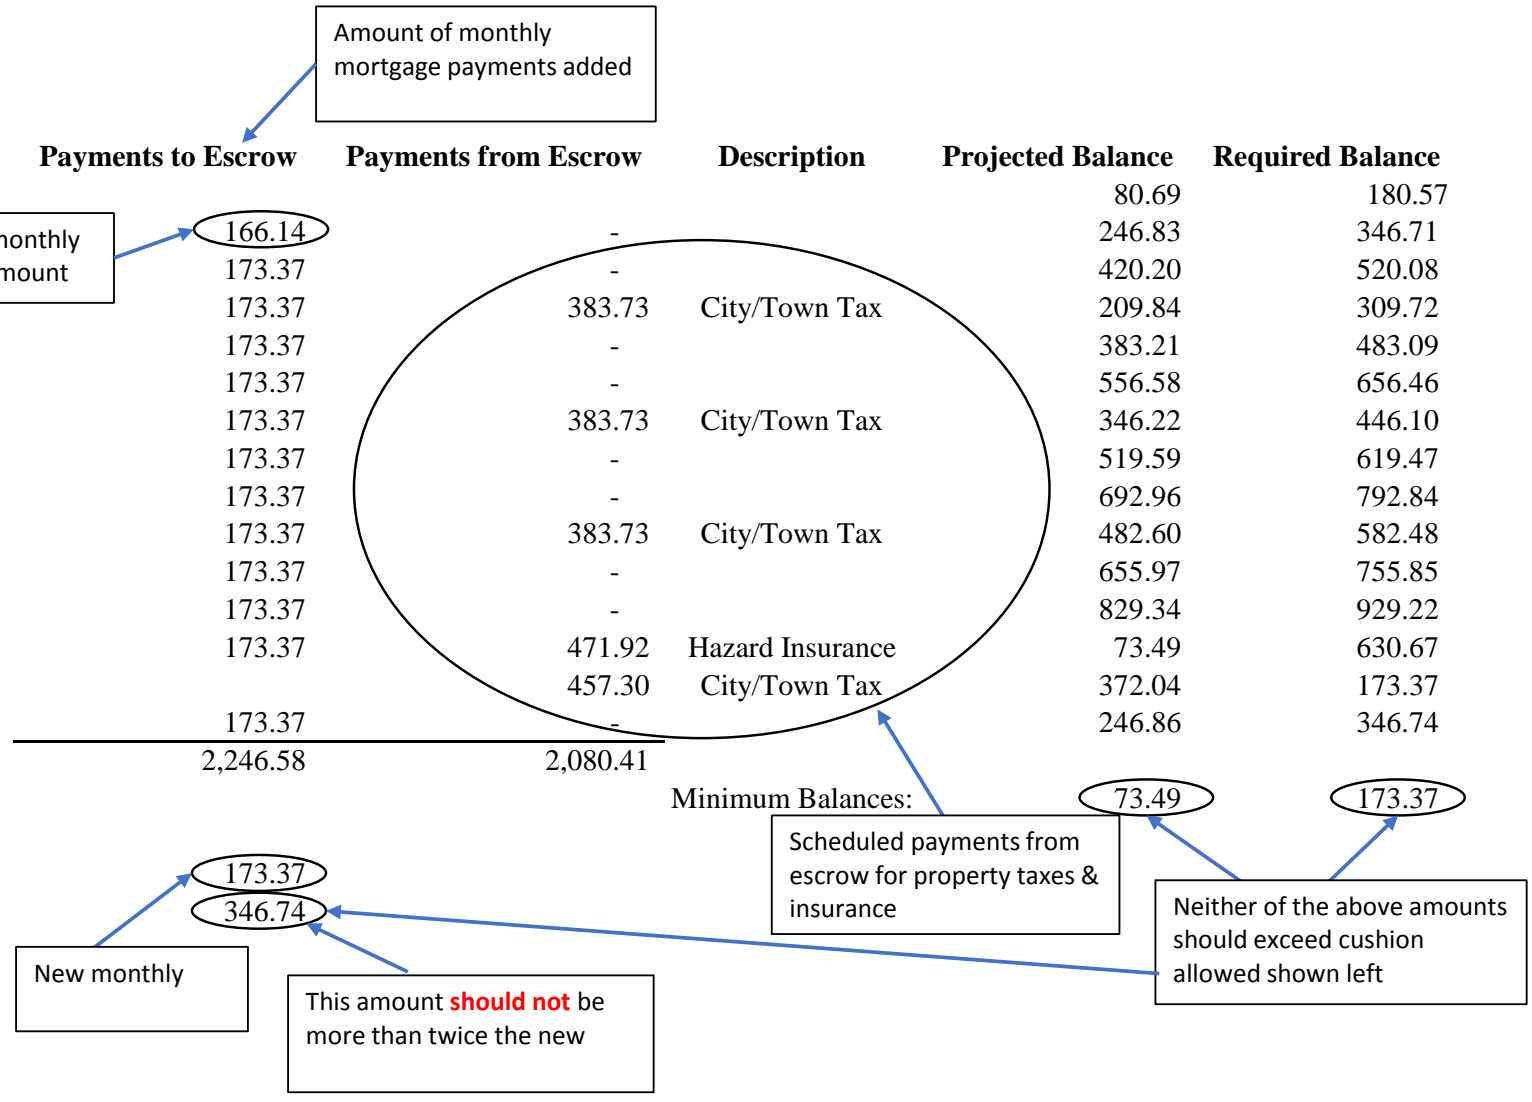 Amount of monthly
mortgage payments added
Payments to Escrow Payments from Escrow Description Projected Balance Required Balance
80.69 180.57
monthly
mount
166.14 - 246.83 346.71
173.37 - 420.20 520.08
173.37 383.73 City/Town Tax 209.84 309.72
173.37 - 383.21 483.09
173.37 - 556.58 656.46
173.37 383.73 City/Town Tax 346.22 446.10
173.37 - 519.59 619.47
173.37 - 692.96 792.84
173.37 383.73 City/Town Tax 482.60 582.48
173.37 - 655.97 755.85
173.37 - 829.34 929.22
173.37 471.92 Hazard Insurance 73.49 630.67
457.30 City/Town Tax 372.04 173.37
173.37 - 246.86 346.74
2,246.58 2,080.41
Minimum Balances: 73.49 173.37
Scheduled payments from
escrow for property taxes &
insurance
173.37
346.74
Neither of the above amounts
should exceed cushion
allowed shown left
New monthly
This amount should not be
more than twice the new